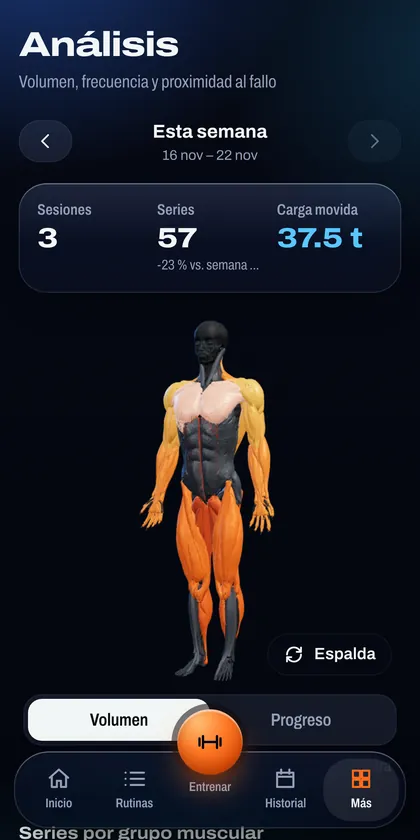 Análisis
Volumen, frecuencia y proximidad al fallo
Esta semana
16 nov – 22 nov
Sesiones
3
Series
57
-23 % vs. semana ...
Carga movida
37.5 t
Espalda
Volumen
Progreso
Inicio
Rutinas
Entrenar
Historial
Más
Series por grupo muscular